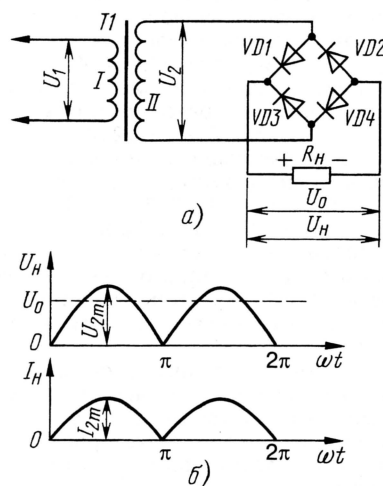 T1
VD1 VD2
U₁ I II U₂
VD3 VD4
+ Rн −
U₀
Uн
а)
Uн
U₀
U₂ₘ
0 π 2π ωt
Iн
I₂ₘ
0 π 2π ωt
б)